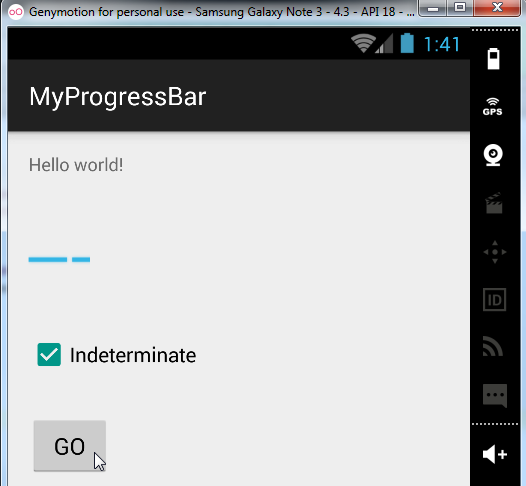 Genymotion for personal use - Samsung Galaxy Note 3 - 4.3 - API 18 - ...
1:41
MyProgressBar
Hello world!
Indeterminate
GO
GPS
ID